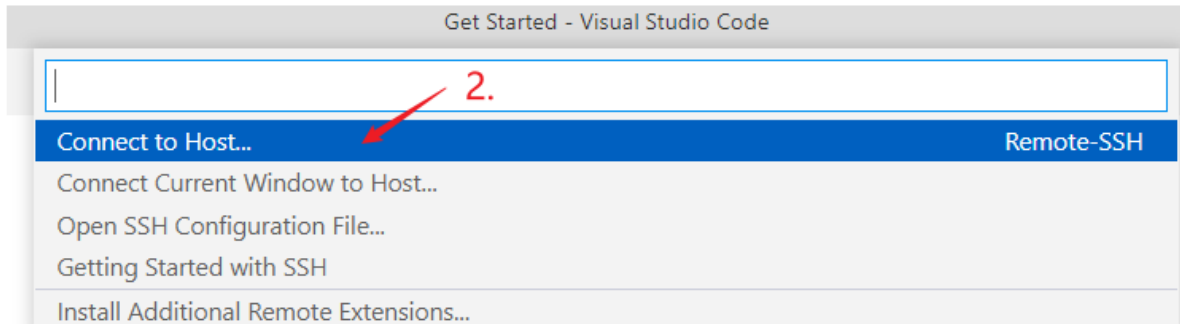 Get Started - Visual Studio Code
2.
Connect to Host... Remote-SSH
Connect Current Window to Host...
Open SSH Configuration File...
Getting Started with SSH
Install Additional Remote Extensions...